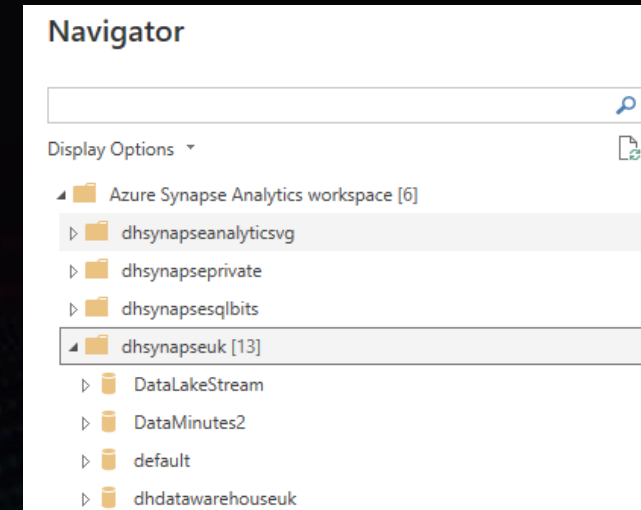 Navigator
Display Options
Azure Synapse Analytics workspace [6]
dhsynapseanalyticsvg
dhsynapseprivate
dhsynapsesqlbits
dhsynapseuk [13]
DataLakeStream
DataMinutes2
default
dhdatawarehouseuk